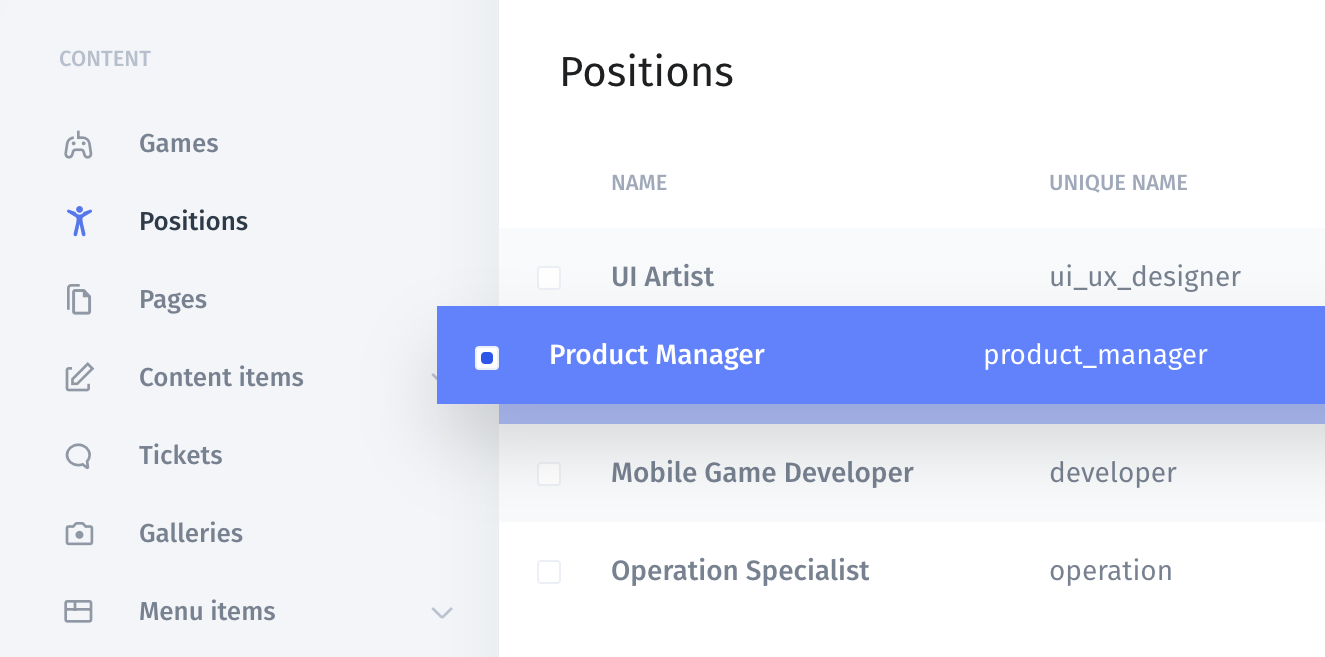 CONTENT
Games
Positions
Pages
Content items
Tickets
Galleries
Menu items
Positions
NAME UNIQUE NAME
UI Artist ui_ux_designer
Product Manager product_manager
Mobile Game Developer developer
Operation Specialist operation